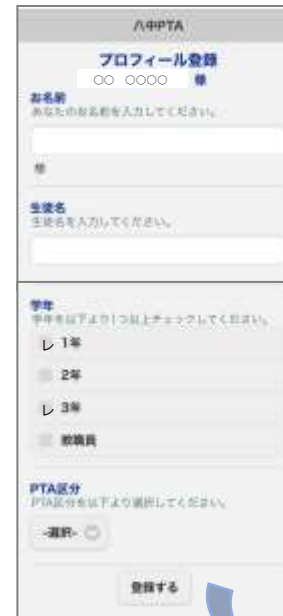 八中PTA
プロフィール登録
○○ ○○○○ 様
お名前
あなたのお名前を入力してください。
様
生徒名
生徒名を入力してください。
学年
学年を以下より1つ以上チェックしてください。
レ 1年
2年
レ 3年
教職員
PTA区分
PTA区分を以下より選択してください。
-選択-
登録する